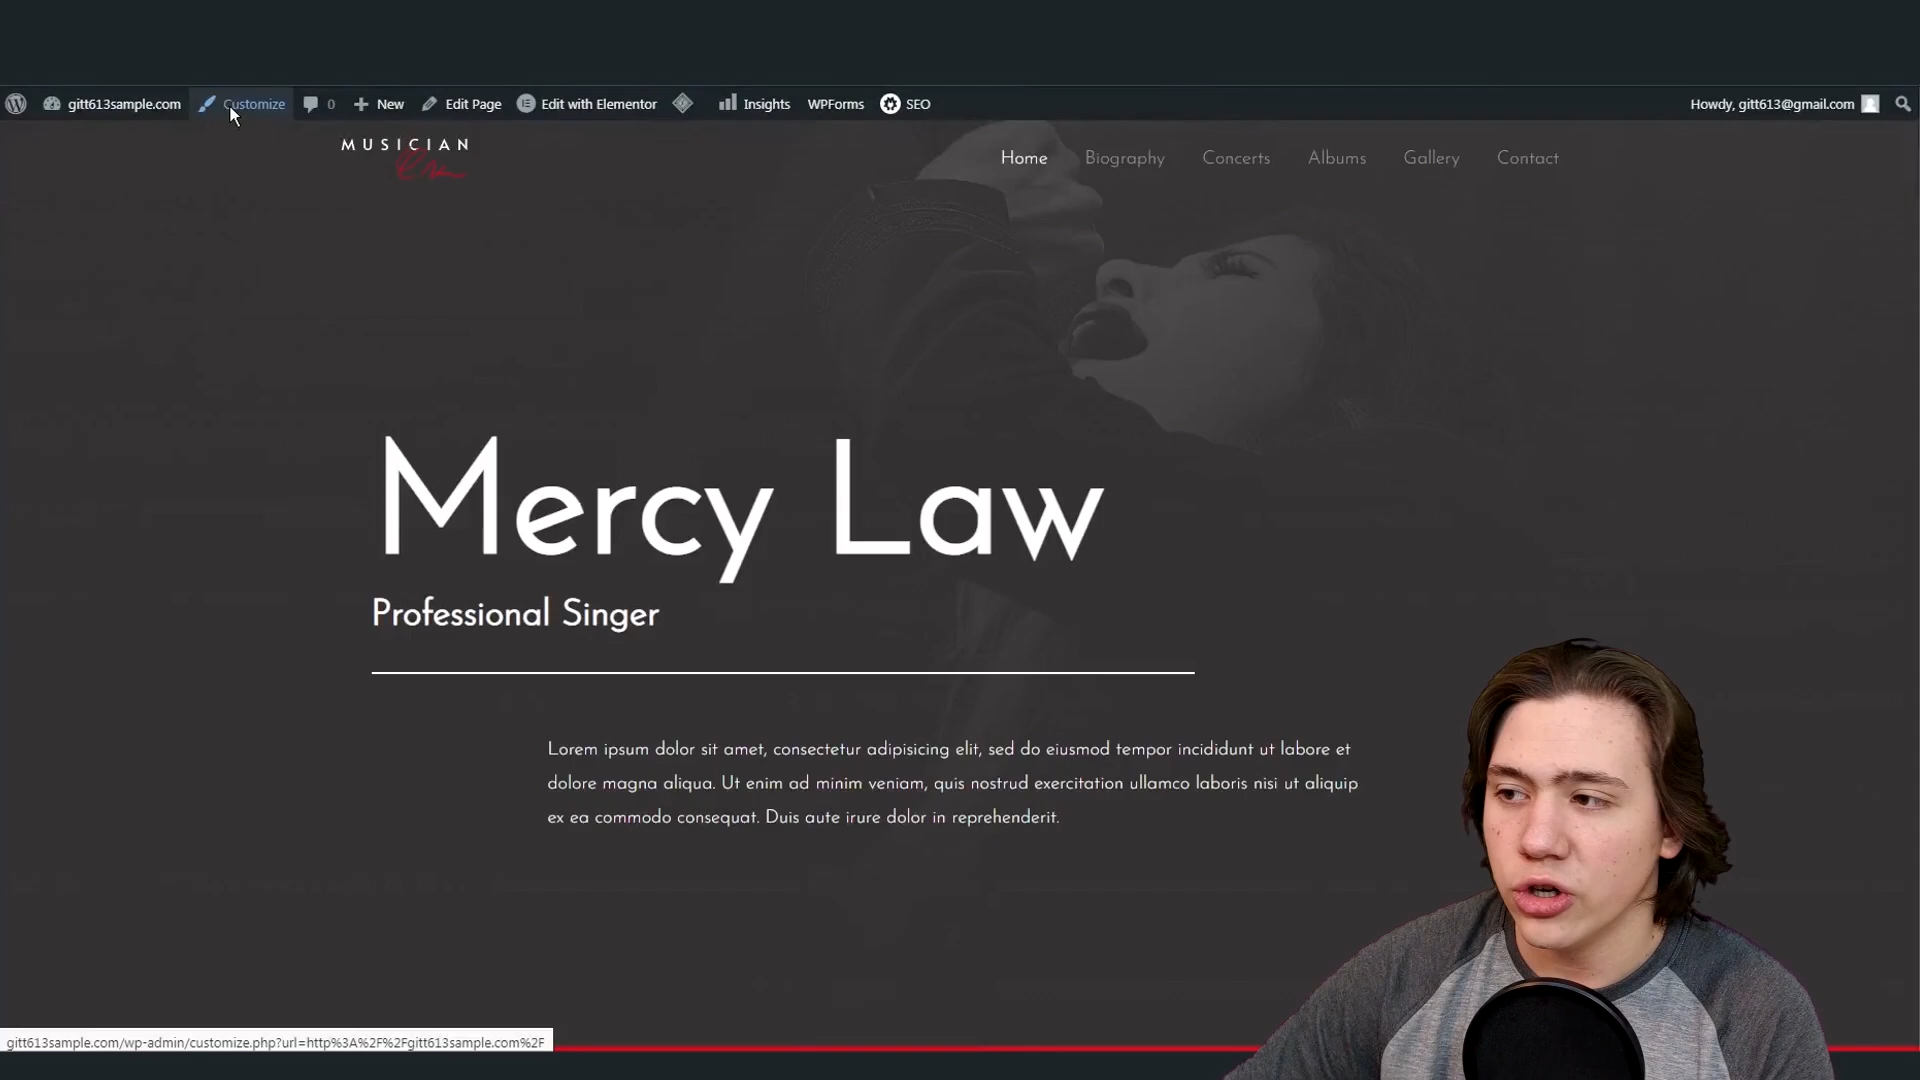 gitt613sample.com Customize 0 New Edit Page Edit with Elementor Insights WPForms SEO Howdy, gitt613@gmail.com
MUSICIAN
Home Biography Concerts Albums Gallery Contact
Mercy Law
Professional Singer
Lorem ipsum dolor sit amet, consectetur adipisicing elit, sed do eiusmod tempor incididunt ut labore et
dolore magna aliqua. Ut enim ad minim veniam, quis nostrud exercitation ullamco laboris nisi ut aliquip
ex ea commodo consequat. Duis aute irure dolor in reprehenderit.
gitt613sample.com/wp-admin/customize.php?url=http%3A%2F%2Fgitt613sample.com%2F